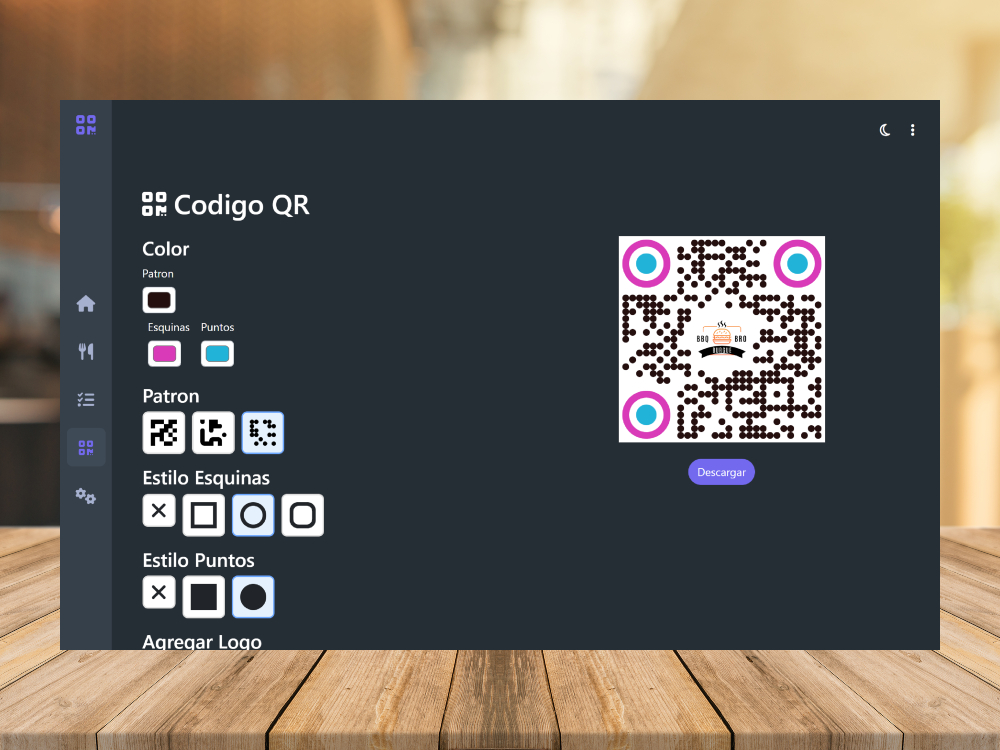 Codigo QR
Color
Patron
Esquinas Puntos
Patron
Estilo Esquinas
Estilo Puntos
Agregar Logo
BBQ BRO
Descargar